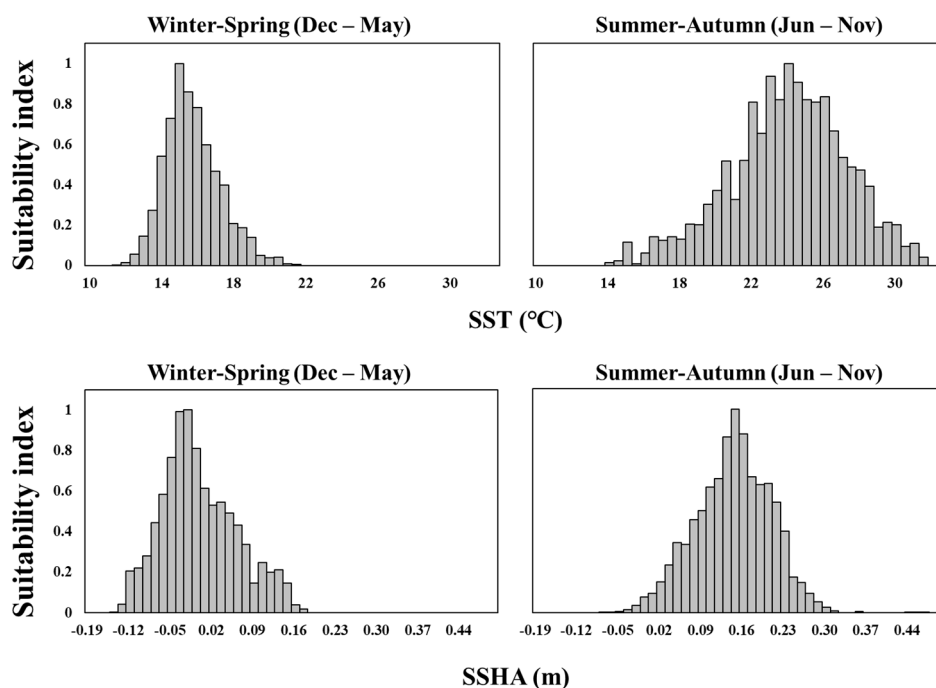 Winter-Spring (Dec – May)
Summer-Autumn (Jun – Nov)
Suitability index
1
0.8
0.6
0.4
0.2
0
10 14 18 22 26 30
10 14 18 22 26 30
SST (°C)
Winter-Spring (Dec – May)
Summer-Autumn (Jun – Nov)
Suitability index
1
0.8
0.6
0.4
0.2
0
-0.19 -0.12 -0.05 0.02 0.09 0.16 0.23 0.30 0.37 0.44
-0.19 -0.12 -0.05 0.02 0.09 0.16 0.23 0.30 0.37 0.44
SSHA (m)